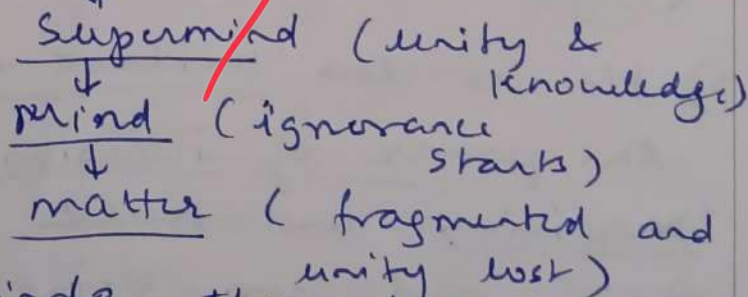 Supermind (unity &
knowledge)
↓
mind (ignorance
starts)
↓
matter ( fragmented and
unity lost)